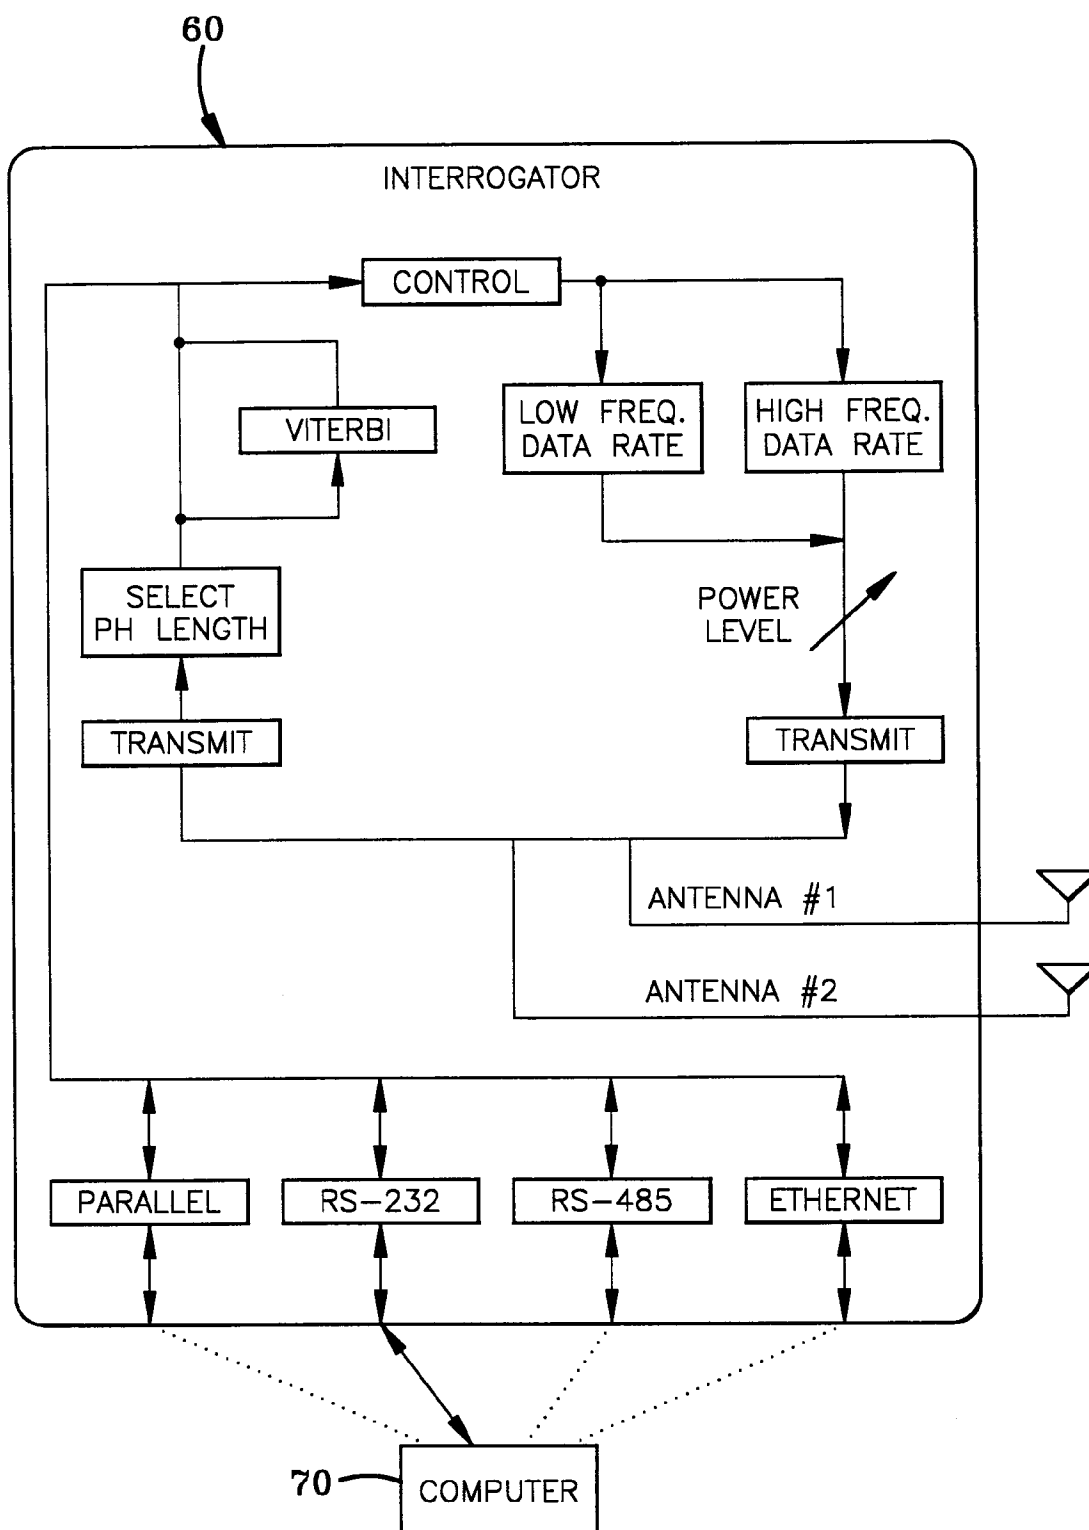 60
INTERROGATOR
CONTROL
VITERBI
LOW FREQ.
DATA RATE
HIGH FREQ.
DATA RATE
SELECT
PH LENGTH
POWER
LEVEL
TRANSMIT
TRANSMIT
ANTENNA #1
ANTENNA #2
PARALLEL
RS-232
RS-485
ETHERNET
70
COMPUTER